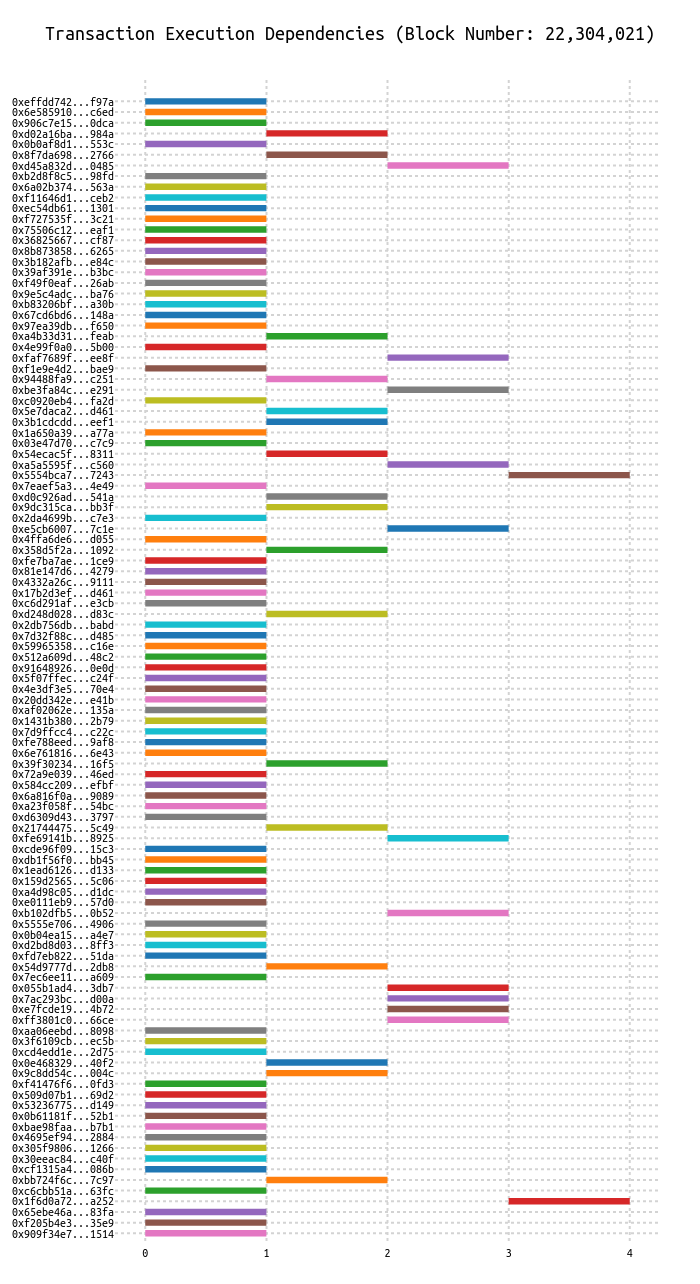 Transaction Execution Dependencies (Block Number: 22,304,021)
0xeffdd742...f97a
0x6e585910...c6ed
0x906c7e15...0dca
0xd02a16ba...984a
0x0b0af8d1...553c
0x8f7da698...2766
0xd45a832d...0485
0xb2d8f8c5...98fd
0x6a02b374...563a
0xf11646d1...ceb2
0xec54db61...1301
0xf727535f...3c21
0x75506c12...eaf1
0x36825667...cf87
0x8b873858...6265
0x3b182afb...e84c
0x39af391e...b3bc
0xf49f0eaf...26ab
0x9e5c4adc...ba76
0xb83206bf...a30b
0x67cd6bd6...148a
0x97ea39db...f650
0xa4b33d31...feab
0x4e99f0a0...5b00
0xfaf7689f...ee8f
0xf1e9e4d2...bae9
0x94488fa9...c251
0xbe3fa84c...e291
0xc0920eb4...fa2d
0x5e7daca2...d461
0x3b1cdcdd...eef1
0x1a650a39...a77a
0x03e47d70...c7c9
0x54ecac5f...8311
0xa5a5595f...c560
0x5554bca7...7243
0x7eaef5a3...4e49
0xd0c926ad...541a
0x9dc315ca...bb3f
0x2da4699b...c7e3
0xe5cb6007...7c1e
0x4ffa6de6...d055
0x358d5f2a...1092
0xfe7ba7ae...1ce9
0x81e147d6...4279
0x4332a26c...9111
0x17b2d3ef...d461
0xc6d291af...e3cb
0xd248d028...d83c
0x2db756db...babd
0x7d32f88c...d485
0x59965358...c16e
0x512a609d...48c2
0x91648926...0e0d
0x5f07ffec...c24f
0x4e3df3e5...70e4
0x20dd342e...e41b
0xaf02062e...135a
0x1431b380...2b79
0x7d9ffcc4...c22c
0xfe788eed...9af8
0x6e761816...6e43
0x39f30234...16f5
0x72a9e039...46ed
0x584cc209...efbf
0x6a816f0a...9089
0xa23f058f...54bc
0xd6309d43...3797
0x21744475...5c49
0xfe69141b...8925
0xcde96f09...15c3
0xdb1f56f0...bb45
0x1ead6126...d133
0x159d2565...5c06
0xa4d98c05...d1dc
0xe0111eb9...57d0
0xb102dfb5...0b52
0x5555e706...4906
0x0b04ea15...a4e7
0xd2bd8d03...8ff3
0xfd7eb822...51da
0x54d9777d...2db8
0x7ec6ee11...a609
0x055b1ad4...3db7
0x7ac293bc...d00a
0xe7fcde19...4b72
0xff3801c0...66ce
0xaa06eebd...8098
0x3f6109cb...ec5b
0xcd4edd1e...2d75
0x0e468329...40f2
0x9c8dd54c...004c
0xf41476f6...0fd3
0x509d07b1...69d2
0x53236775...d149
0x0b61181f...52b1
0xbae98faa...b7b1
0x4695ef94...2884
0x305f9806...1266
0x30eeac84...c40f
0xcf1315a4...086b
0xbb724f6c...7c97
0xc6cbb51a...63fc
0x1f6d0a72...a252
0x65ebe46a...83fa
0xf205b4e3...35e9
0x909f34e7...1514
0 1 2 3 4